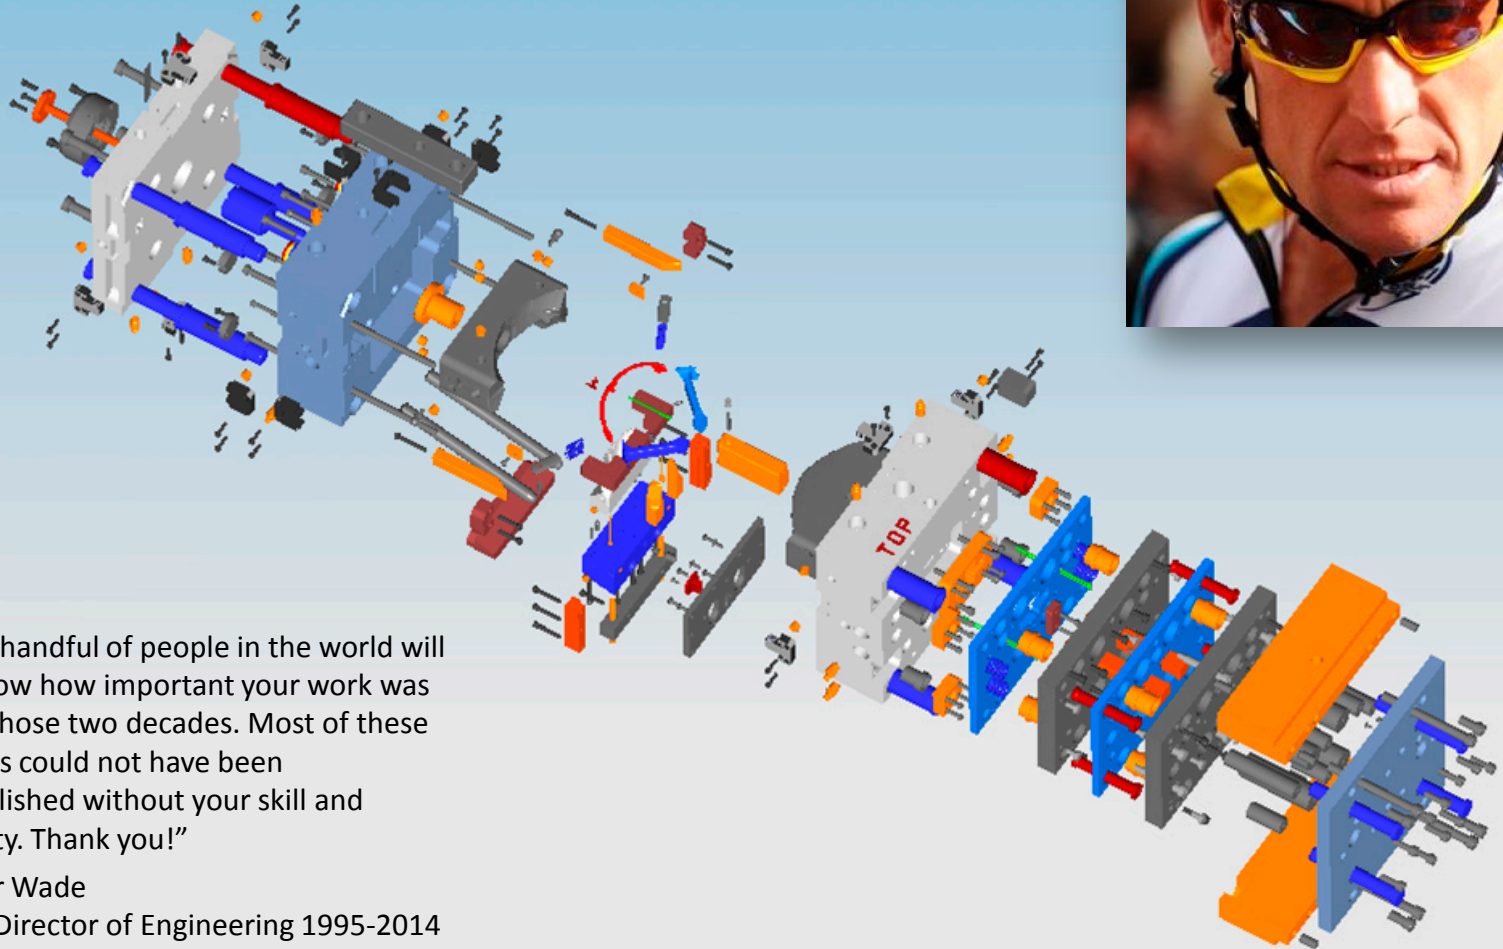 TOP
handful of people in the world will
ow how important your work was
hose two decades. Most of these
s could not have been
lished without your skill and
ty. Thank you!”
r Wade
Director of Engineering 1995-2014